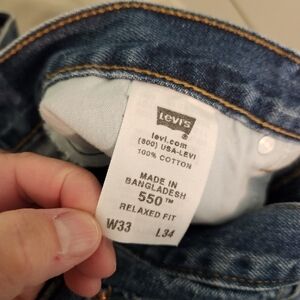 Levi's
®
levi.com
(800) USA-LEVI
100% COTTON
MADE IN
BANGLADESH
550™
RELAXED FIT
W33 L34